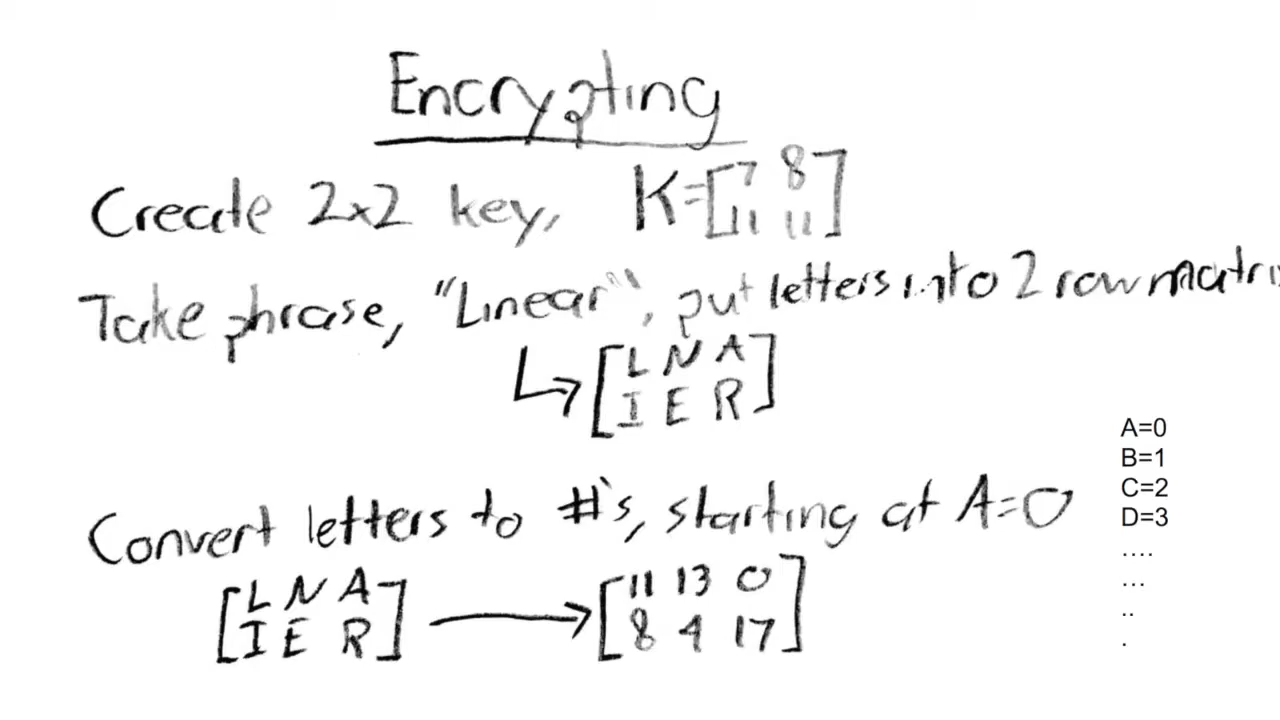 Encrypting
Create 2x2 key, K=[7 8
11 11]
Take phrase, "Linear", put letters into 2 row matri
[L N A
I E R]
A=0
B=1
C=2
D=3
....
...
..
.
Convert letters to #'s, starting at A=0
[L N A [11 13 0
I E R] 8 4 17]